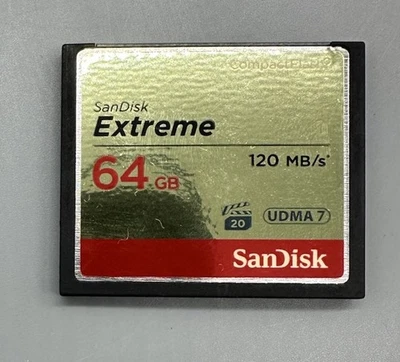 CompactFlash
SanDisk
Extreme
64 GB
120 MB/s*
20
UDMA 7
SanDisk